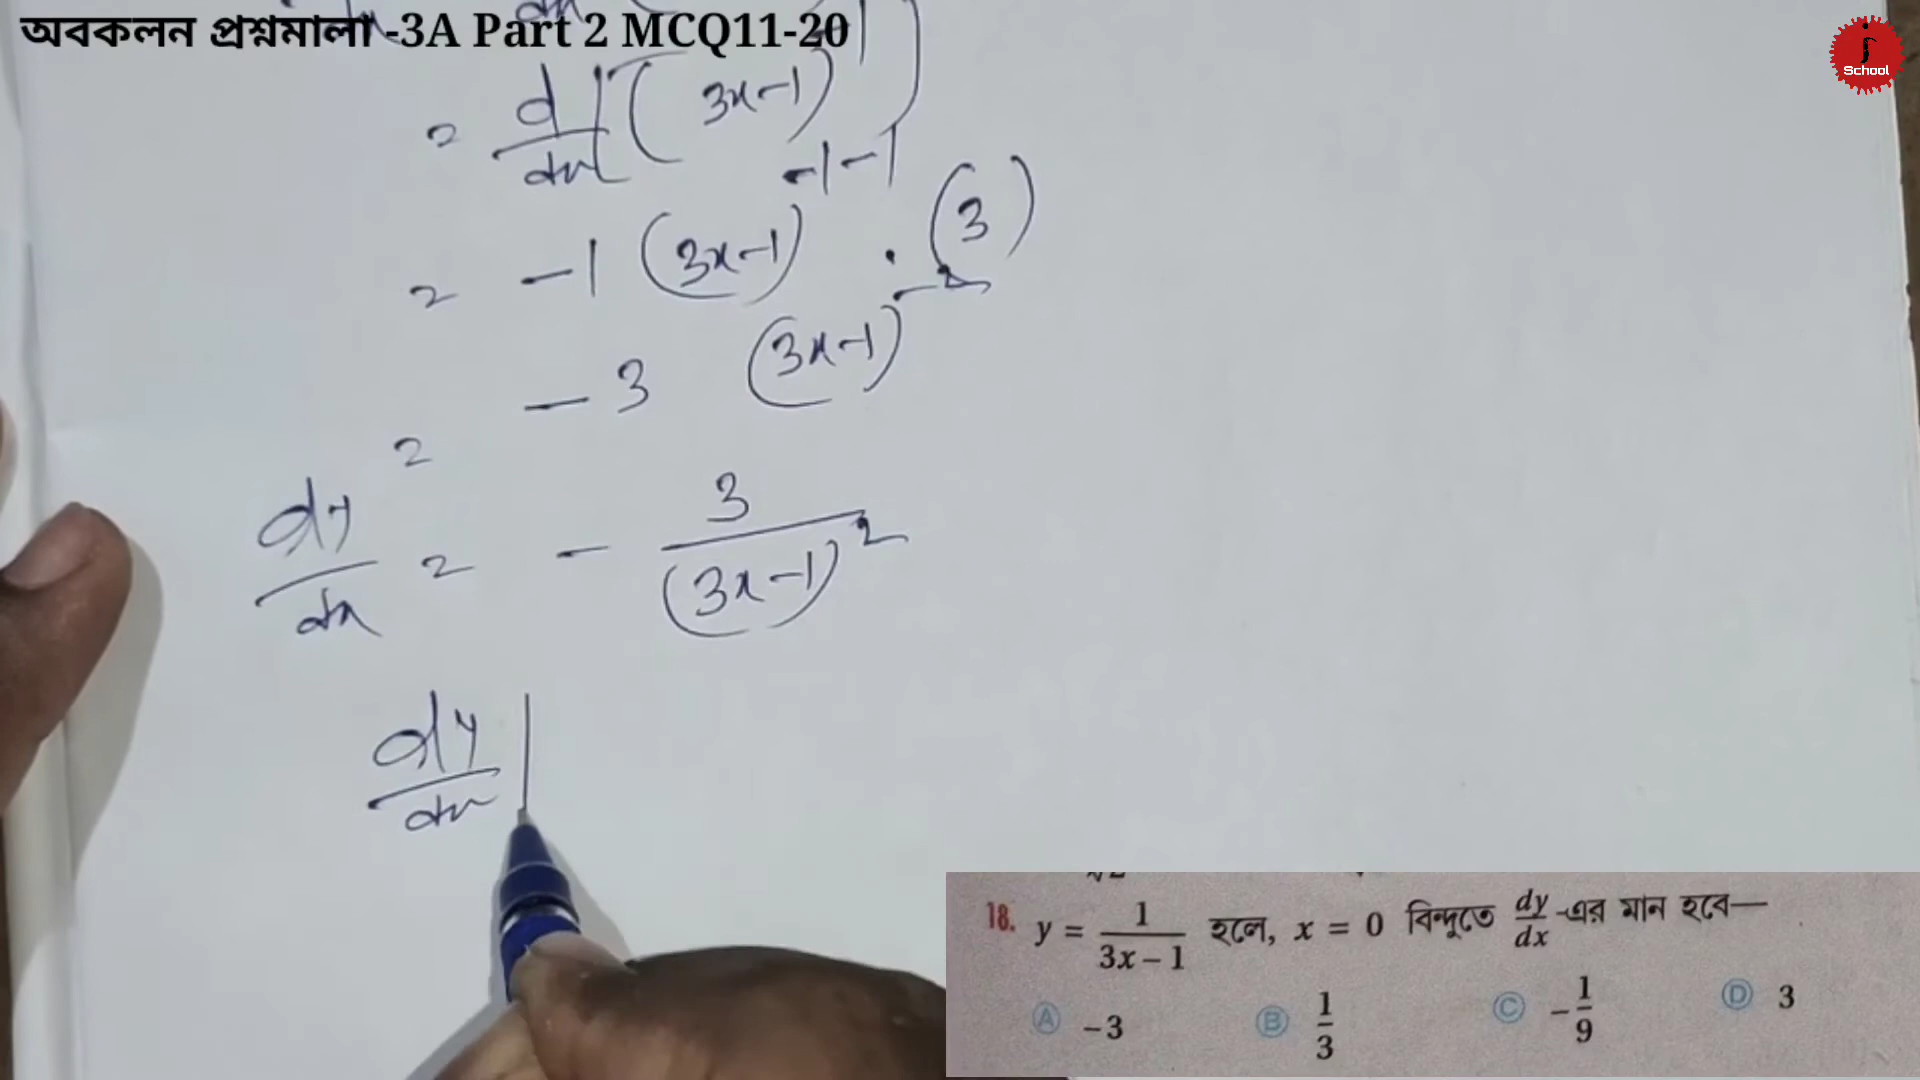 অবকলন প্রশ্নমালা -3A Part 2 MCQ11-20
School
= d/dx (3x-1)^-1
= -1 (3x-1)^-1-1 . (3)
= -3 (3x-1)^-2
dy/dx = - 3/(3x-1)^2
dy/dx |
18. y = 1/(3x - 1) হলে, x = 0 বিন্দুতে dy/dx -এর মান হবে—
A -3 B 1/3 C -1/9 D 3